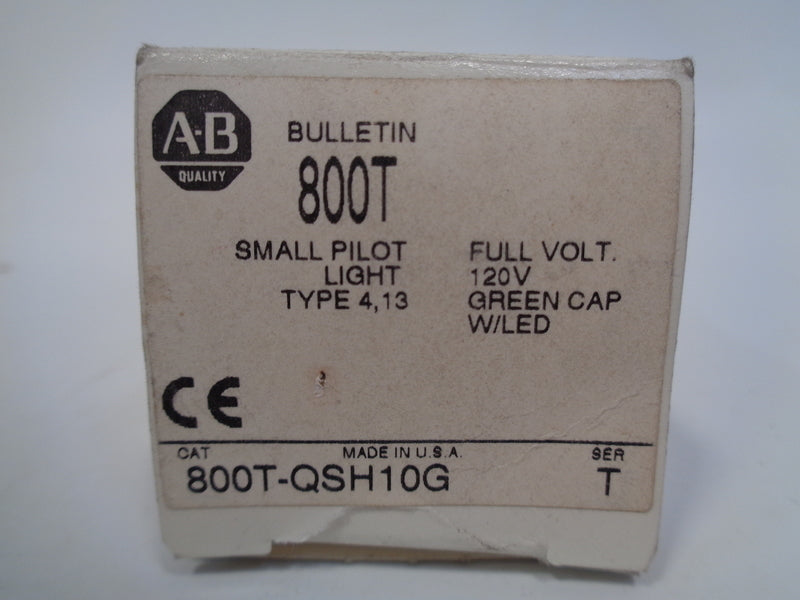 A-B
QUALITY
BULLETIN
800T
SMALL PILOT
LIGHT
TYPE 4,13
FULL VOLT.
120V
GREEN CAP
W/LED
CE
CAT
MADE IN U.S.A.
SER
800T-QSH10G
T